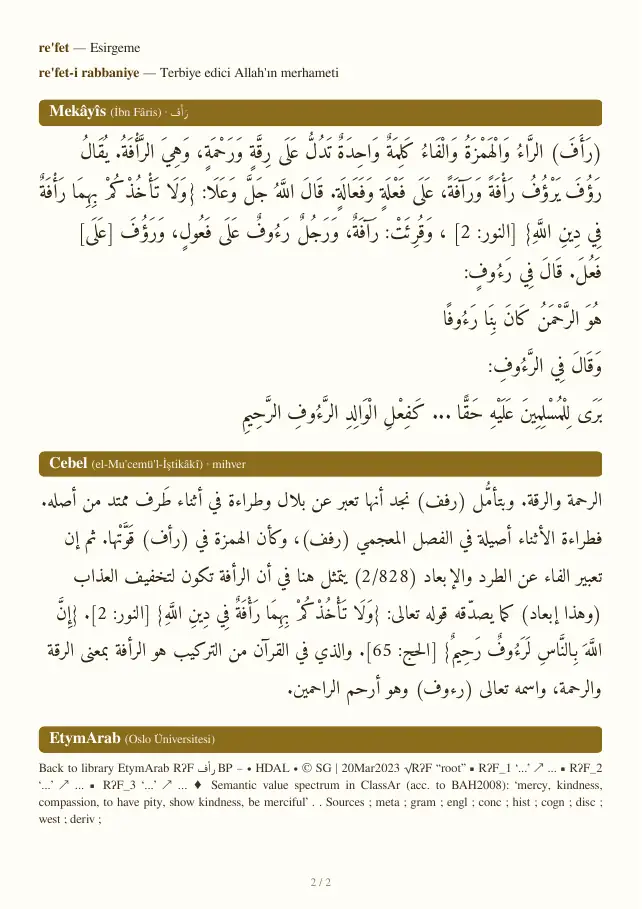 re'fet — Esirgeme
re'fet-i rabbaniye — Terbiye edici Allah'ın merhameti
Mekâyîs (İbn Fâris) · رَأَف
(رَأَفَ) الرَّاءُ وَالْهَمْزَةُ وَالْفَاءُ كَلِمَةٌ وَاحِدَةٌ تَدُلُّ عَلَى رِقَّةٍ وَرَحْمَةٍ، وَهِيَ الرَّأْفَةُ. يُقَالُ
رَؤُفَ يَرْؤُفُ رَأْفَةً وَرَآفَةً، عَلَى فَعْلَةٍ وَفَعَالَةٍ. قَالَ اللَّهُ جَلَّ وَعَلَا: {وَلَا تَأْخُذْكُمْ بِهِمَا رَأْفَةٌ
فِي دِينِ اللَّهِ} [النور: 2] ، وَقُرِئَتْ: رَآفَةٌ، وَرَجُلٌ رَءُوفٌ عَلَى فَعُولٍ، وَرَؤُفَ [عَلَى]
فَعُلَ. قَالَ فِي رَءُوفٍ:
هُوَ الرَّحْمَنُ كَانَ بِنَا رَءُوفًا
وَقَالَ فِي الرَّءُوفِ:
يَرَى لِلْمُسْلِمِينَ عَلَيْهِ حَقًّا ... كَفِعْلِ الْوَالِدِ الرَّءُوفِ الرَّحِيمِ
Cebel (el-Mu'cemü'l-İştikâkî) · mihver
الرحمة والرقة. وبتأمُّل (رفف) نجد أنها تعبر عن بلال وطراءة في أثناء طَرف ممتد من أصله.
فطراءة الأثناء أصيلة في الفصل المعجمي (رفف)، وكأن الهمزة في (رأف) قَوَّتْها. ثم إن
تعبير الفاء عن الطرد والإبعاد (2/828) يتمثل هنا في أن الرأفة تكون لتخفيف العذاب
(وهذا إبعاد) كما يصدّقه قوله تعالى: {وَلَا تَأْخُذْكُمْ بِهِمَا رَأْفَةٌ فِي دِينِ اللَّهِ} [النور: 2]. {إِنَّ
اللَّهَ بِالنَّاسِ لَرَءُوفٌ رَحِيمٌ} [الحج: 65]. والذي في القرآن من التركيب هو الرأفة بمعنى الرقة
والرحمة، واسمه تعالى (رءوف) وهو أرحم الراحمين.
EtymArab (Oslo Üniversitesi)
Back to library EtymArab RʔF رأف BP – • HDAL • © SG | 20Mar2023 √RʔF “root” ▪ RʔF_1 ‘…’ ↗ ... ▪ RʔF_2
‘…’ ↗ ... ▪ RʔF_3 ‘…’ ↗ ... ♦ Semantic value spectrum in ClassAr (acc. to BAH2008): ‘mercy, kindness,
compassion, to have pity, show kindness, be merciful’ . . Sources ; meta ; gram ; engl ; conc ; hist ; cogn ; disc ;
west ; deriv ;
2 / 2